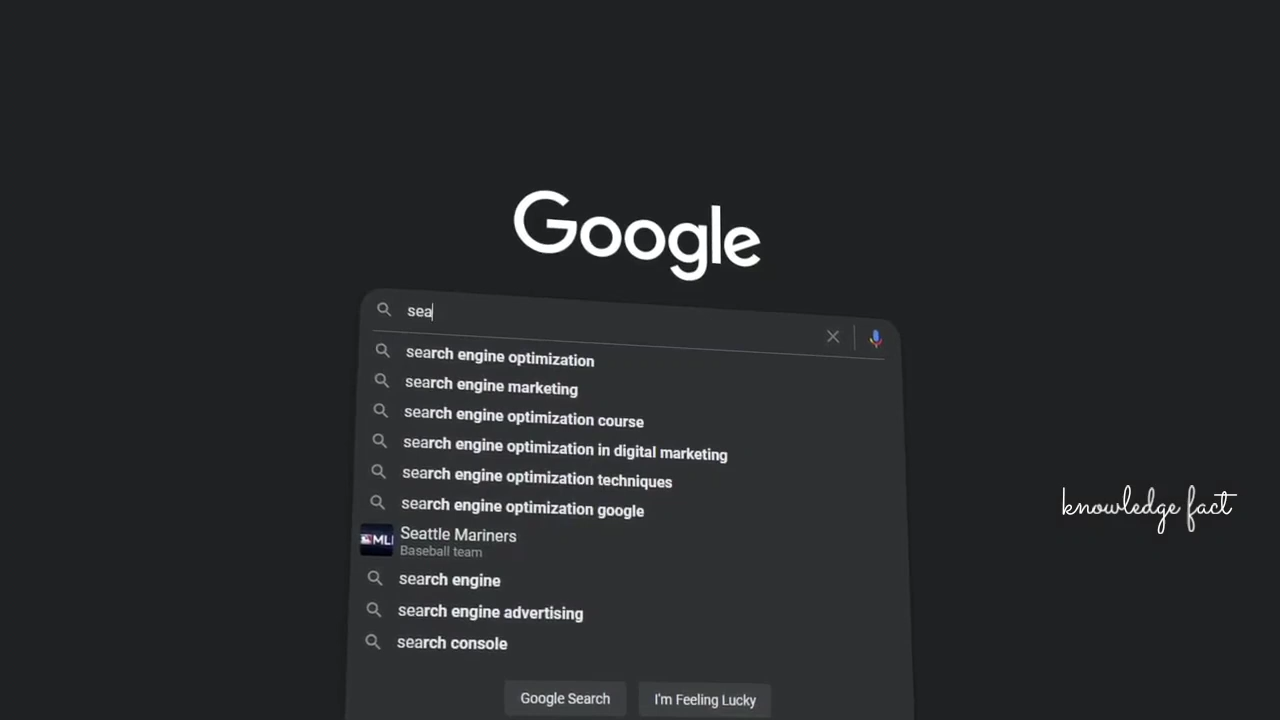 Google
sea
search engine optimization
search engine marketing
search engine optimization course
search engine optimization in digital marketing
search engine optimization techniques
search engine optimization google
MLB
Seattle Mariners
Baseball team
search engine
search engine advertising
search console
Google Search
I'm Feeling Lucky
knowledge fact